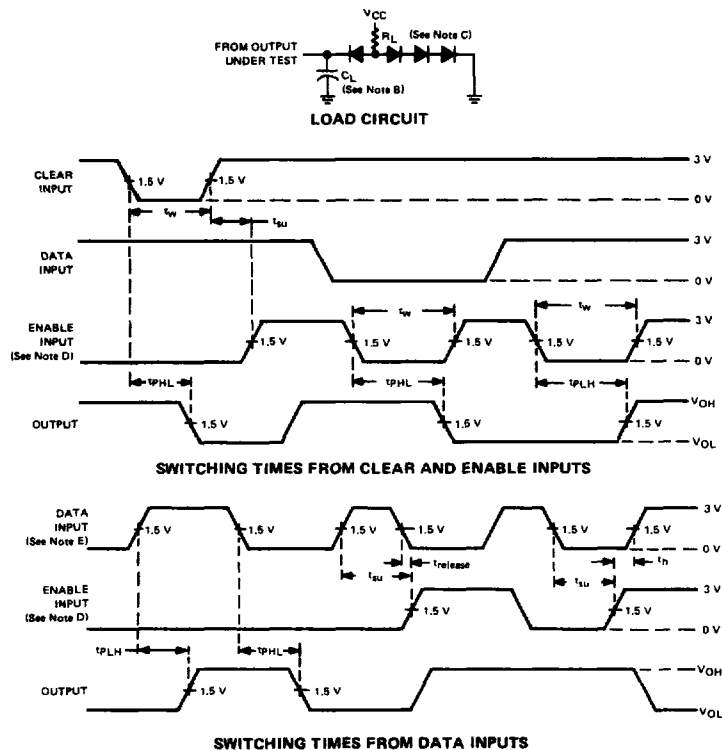 VCC
RL (See Note C)
FROM OUTPUT
UNDER TEST
CL
(See Note B)
LOAD CIRCUIT
CLEAR
INPUT
1.5 V
1.5 V
3 V
0 V
tw
tsu
DATA
INPUT
3 V
0 V
ENABLE
INPUT
(See Note D)
1.5 V
1.5 V
tw
1.5 V
1.5 V
tw
1.5 V
3 V
0 V
tPHL
tPHL
tPLH
OUTPUT
1.5 V
1.5 V
1.5 V
VOH
VOL
SWITCHING TIMES FROM CLEAR AND ENABLE INPUTS
DATA
INPUT
(See Note E)
1.5 V
1.5 V
1.5 V
1.5 V
1.5 V
1.5 V
3 V
0 V
tsu
trelease
tsu
th
ENABLE
INPUT
(See Note D)
1.5 V
1.5 V
3 V
0 V
tPLH
tPHL
OUTPUT
1.5 V
1.5 V
VOH
VOL
SWITCHING TIMES FROM DATA INPUTS